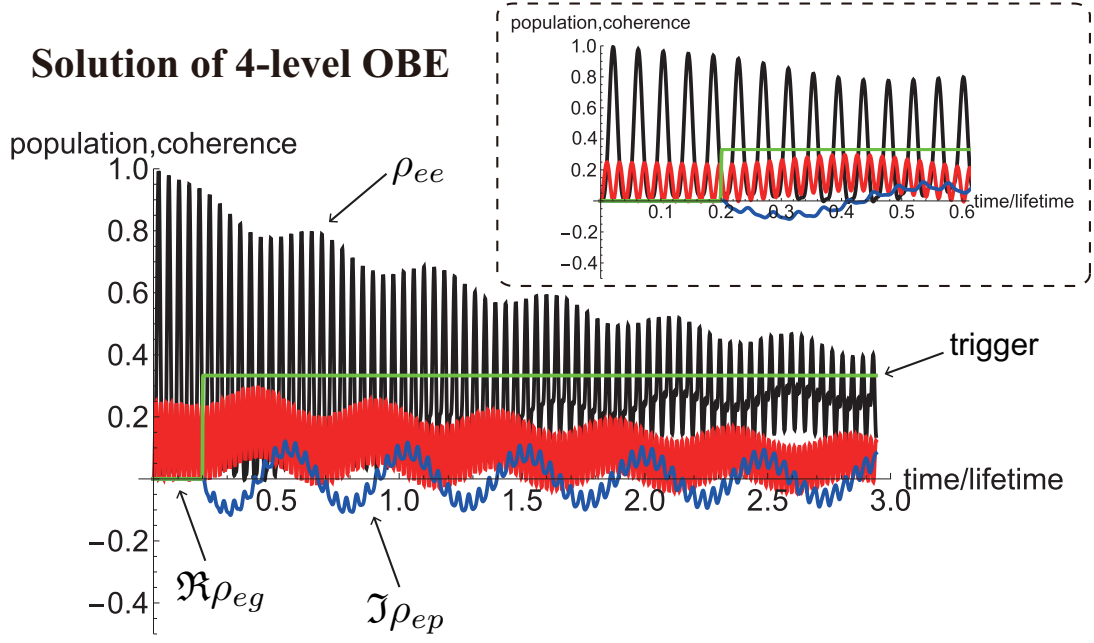 population,coherence
Solution of 4-level OBE
1.0
0.8
0.6
0.4
0.2
0.1 0.2 0.3 0.4 0.5 0.6 time/lifetime
−0.2
−0.4
population,coherence
1.0
0.8
0.6
0.4
0.2
−0.2
−0.4
ρee
trigger
0.5 1.0 1.5 2.0 2.5 3.0 time/lifetime
ℜρeg
ℑρep